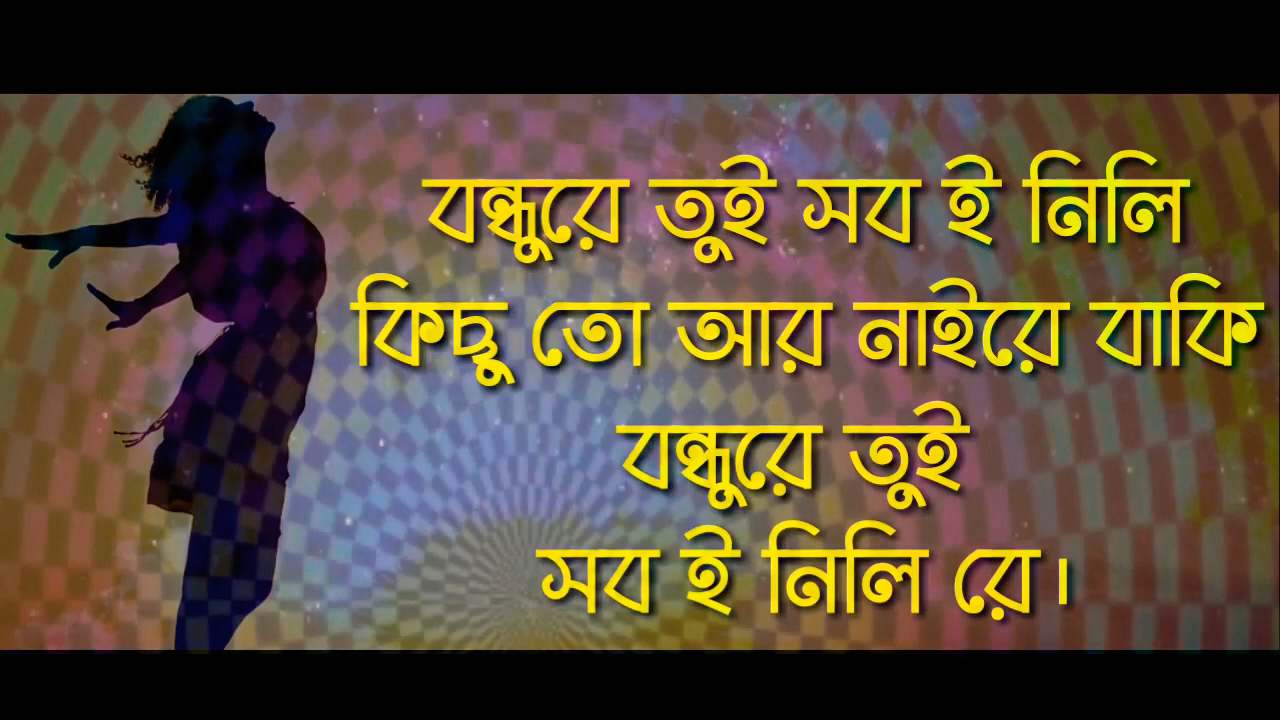 বন্ধুরে তুই সব ই নিলি
কিছু তো আর নাইরে বাকি
বন্ধুরে তুই
সব ই নিলি রে।